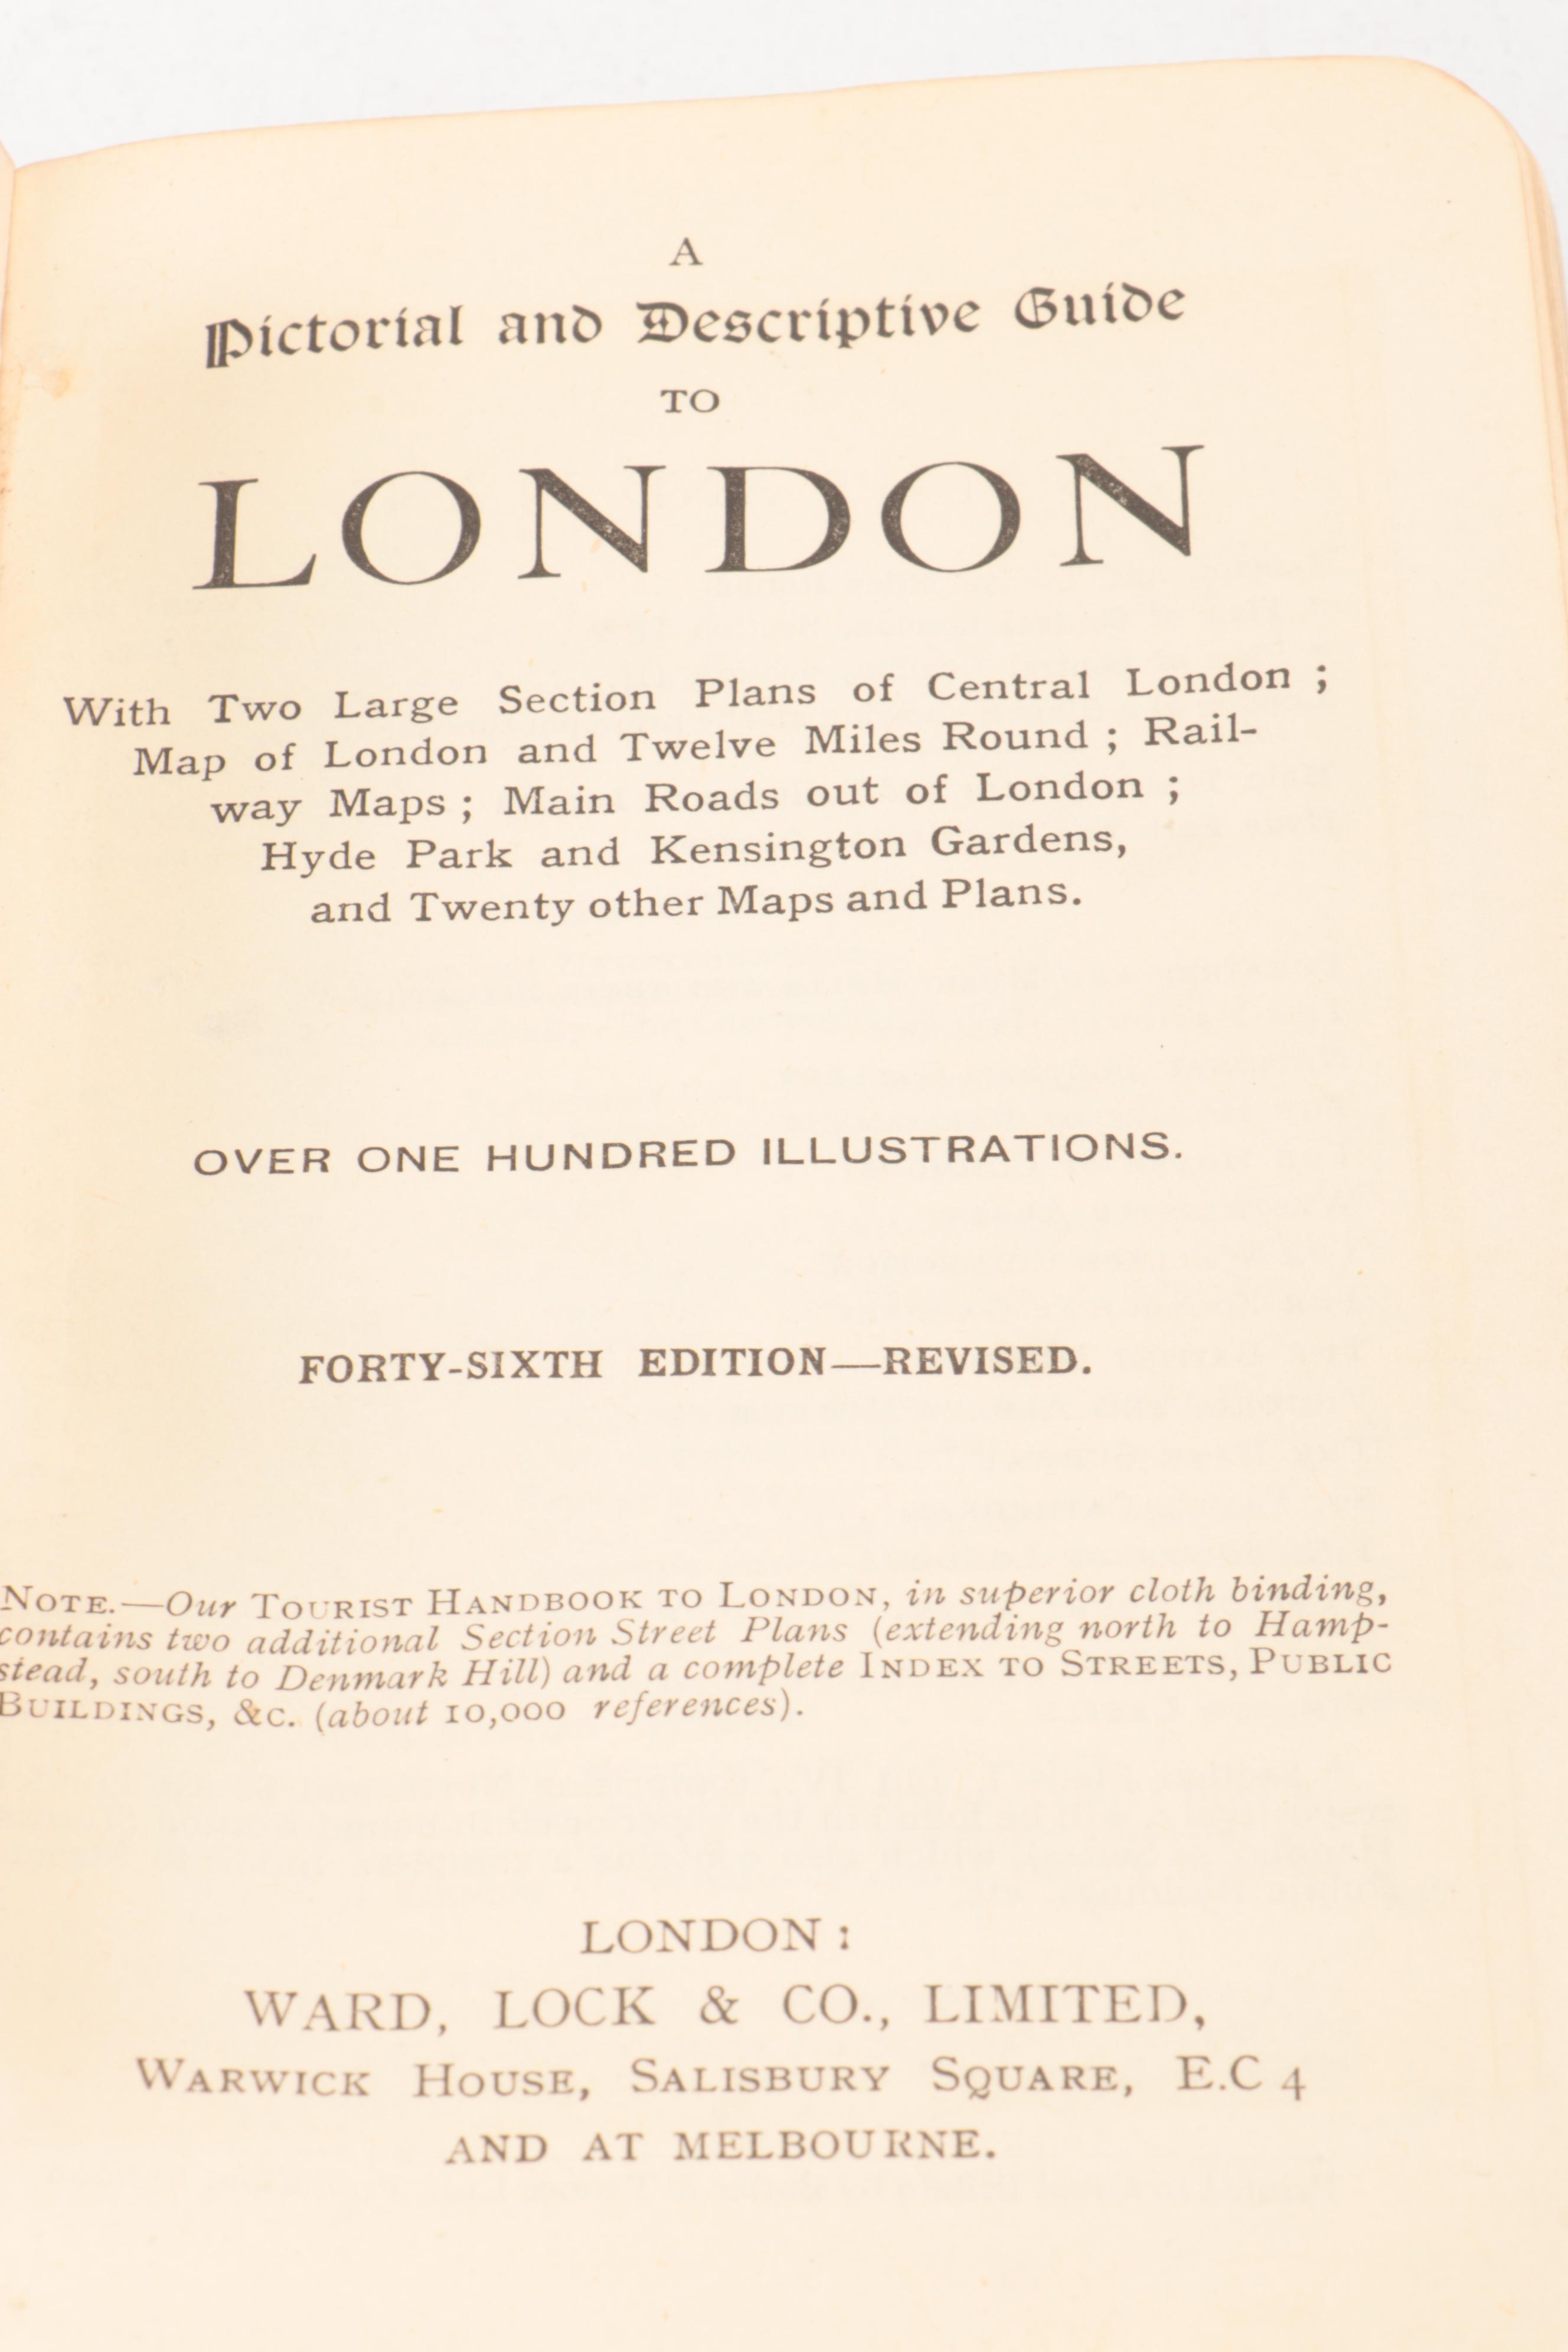 A
Pictorial and Descriptive Guide
TO
LONDON
With Two Large Section Plans of Central London ;
Map of London and Twelve Miles Round ; Rail-
way Maps ; Main Roads out of London ;
Hyde Park and Kensington Gardens,
and Twenty other Maps and Plans.
OVER ONE HUNDRED ILLUSTRATIONS.
FORTY-SIXTH EDITION—REVISED.
NOTE.—Our TOURIST HANDBOOK TO LONDON, in superior cloth binding,
contains two additional Section Street Plans (extending north to Hamp-
stead, south to Denmark Hill) and a complete INDEX TO STREETS, PUBLIC
BUILDINGS, &C. (about 10,000 references).
LONDON :
WARD, LOCK & CO., LIMITED,
WARWICK HOUSE, SALISBURY SQUARE, E.C 4
AND AT MELBOURNE.